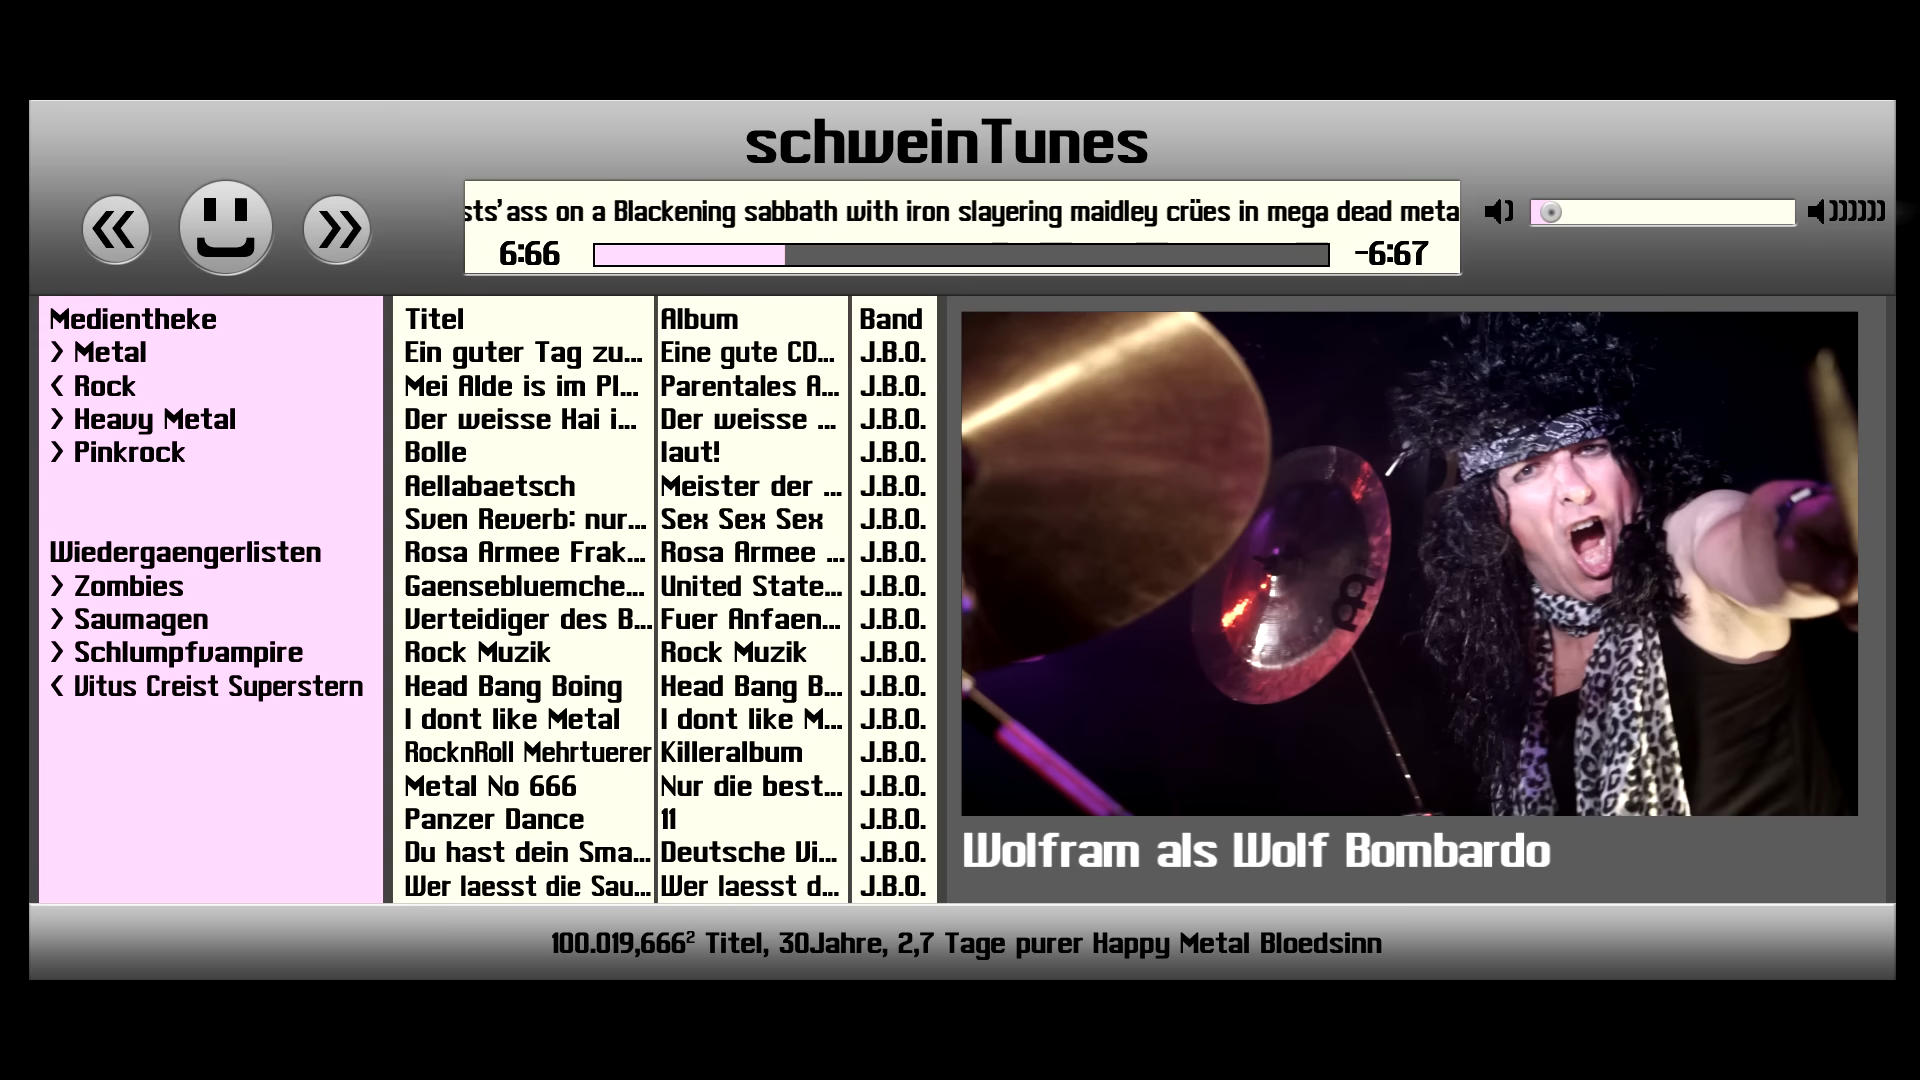 schweinTunes
sts' ass on a Blackening sabbath with iron slayering maidley crües in mega dead meta
6:66 -6:67
Medientheke
> Metal
< Rock
> Heavy Metal
> Pinkrock
Wiedergaengerlisten
> Zombies
> Saumagen
> Schlumpfvampire
< Vitus Creist Superstern
Titel Album Band
Ein guter Tag zu... Eine gute CD... J.B.O.
Mei Alde is im Pl... Parentales A... J.B.O.
Der weisse Hai i... Der weisse ... J.B.O.
Bolle laut! J.B.O.
Aellabaetsch Meister der ... J.B.O.
Sven Reverb: nur... Sex Sex Sex J.B.O.
Rosa Armee Frak... Rosa Armee ... J.B.O.
Gaensebluemche... United State... J.B.O.
Verteidiger des B... Fuer Anfaen... J.B.O.
Rock Muzik Rock Muzik J.B.O.
Head Bang Boing Head Bang B... J.B.O.
I dont like Metal I dont like M... J.B.O.
RocknRoll Mehrtuerer Killeralbum J.B.O.
Metal No 666 Nur die best... J.B.O.
Panzer Dance 11 J.B.O.
Du hast dein Sma... Deutsche Vi... J.B.O.
Wer laesst die Sau... Wer laesst d... J.B.O.
Wolfram als Wolf Bombardo
100.019,666² Titel, 30Jahre, 2,7 Tage purer Happy Metal Bloedsinn